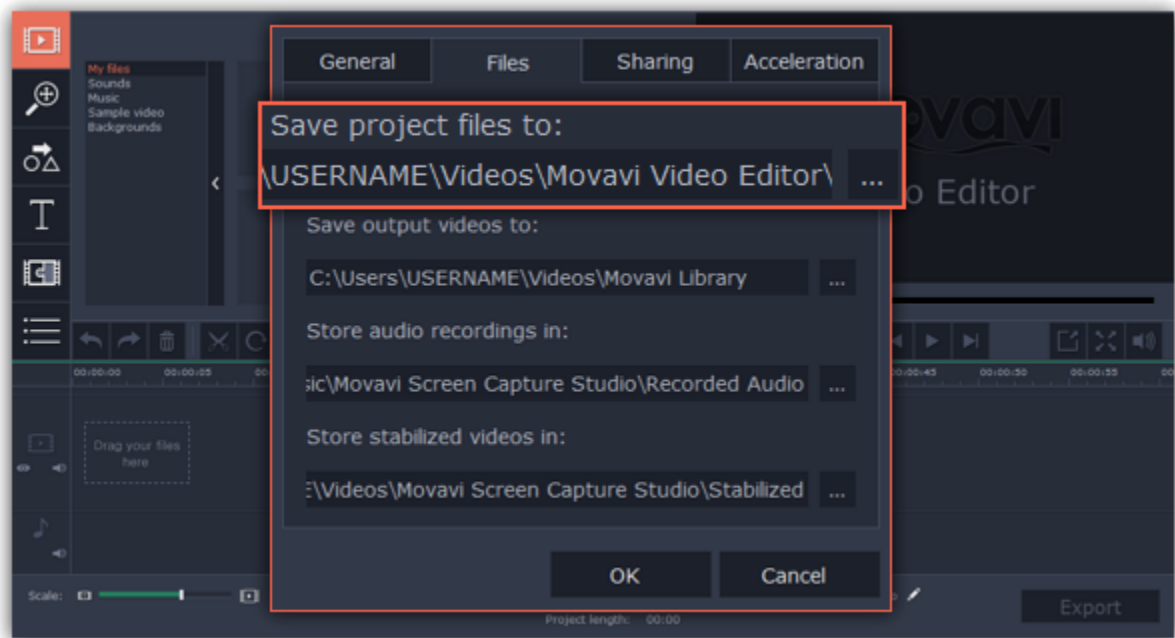 General Files Sharing Acceleration
My files
Sounds
Music
Sample video
Backgrounds
Save project files to:
\USERNAME\Videos\Movavi Video Editor\ ...
Save output videos to:
C:\Users\USERNAME\Videos\Movavi Library ...
Store audio recordings in:
sic\Movavi Screen Capture Studio\Recorded Audio ...
Store stabilized videos in:
E\Videos\Movavi Screen Capture Studio\Stabilized ...
OK Cancel
ovavi
o Editor
T
00:00:00 00:00:05 00:00:45 00:00:50 00:00:55 00
Drag your files
here
Scale:
Project length: 00:00
Export